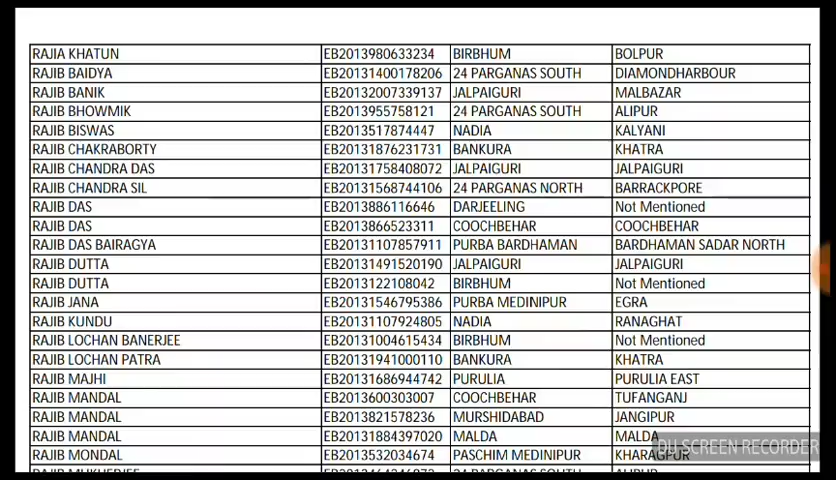 RAJIA KHATUN EB2013980633234 BIRBHUM BOLPUR
RAJIB BAIDYA EB20131400178206 24 PARGANAS SOUTH DIAMONDHARBOUR
RAJIB BANIK EB20132007339137 JALPAIGURI MALBAZAR
RAJIB BHOWMIK EB2013955758121 24 PARGANAS SOUTH ALIPUR
RAJIB BISWAS EB2013517874447 NADIA KALYANI
RAJIB CHAKRABORTY EB20131876231731 BANKURA KHATRA
RAJIB CHANDRA DAS EB20131758408072 JALPAIGURI JALPAIGURI
RAJIB CHANDRA SIL EB20131568744106 24 PARGANAS NORTH BARRACKPORE
RAJIB DAS EB2013886116646 DARJEELING Not Mentioned
RAJIB DAS EB2013866523311 COOCHBEHAR COOCHBEHAR
RAJIB DAS BAIRAGYA EB20131107857911 PURBA BARDHAMAN BARDHAMAN SADAR NORTH
RAJIB DUTTA EB20131491520190 JALPAIGURI JALPAIGURI
RAJIB DUTTA EB2013122108042 BIRBHUM Not Mentioned
RAJIB JANA EB20131546795386 PURBA MEDINIPUR EGRA
RAJIB KUNDU EB20131107924805 NADIA RANAGHAT
RAJIB LOCHAN BANERJEE EB20131004615434 BIRBHUM Not Mentioned
RAJIB LOCHAN PATRA EB20131941000110 BANKURA KHATRA
RAJIB MAJHI EB20131686944742 PURULIA PURULIA EAST
RAJIB MANDAL EB2013600303007 COOCHBEHAR TUFANGANJ
RAJIB MANDAL EB2013821578236 MURSHIDABAD JANGIPUR
RAJIB MANDAL EB20131884397020 MALDA MALDA
DU SCREEN RECORDER
RAJIB MONDAL EB2013532034674 PASCHIM MEDINIPUR KHARAGPUR
RAJIB MUKHERJEE 24 PARGANAS SOUTH ALIPUR